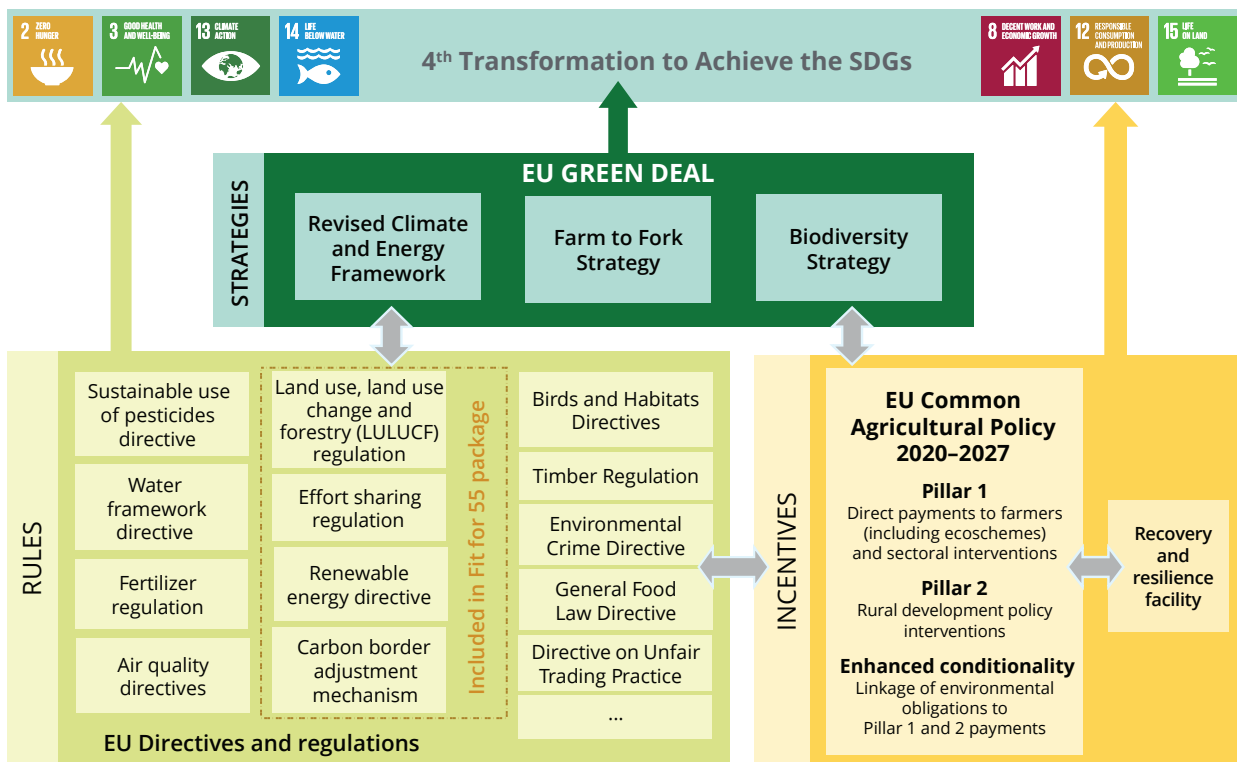 2 ZERO
HUNGER
3 GOOD HEALTH
AND WELL-BEING
13 CLIMATE
ACTION
14 LIFE
BELOW WATER
4th Transformation to Achieve the SDGs
8 DECENT WORK AND
ECONOMIC GROWTH
12 RESPONSIBLE
CONSUMPTION
AND PRODUCTION
15 LIFE
ON LAND
STRATEGIES
EU GREEN DEAL
Revised Climate
and Energy
Framework
Farm to Fork
Strategy
Biodiversity
Strategy
RULES
Sustainable use
of pesticides
directive
Water
framework
directive
Fertilizer
regulation
Air quality
directives
Land use, land use
change and
forestry (LULUCF)
regulation
Effort sharing
regulation
Renewable
energy directive
Carbon border
adjustment
mechanism
Included in Fit for 55 package
Birds and Habitats
Directives
Timber Regulation
Environmental
Crime Directive
General Food
Law Directive
Directive on Unfair
Trading Practice
...
EU Directives and regulations
INCENTIVES
EU Common
Agricultural Policy
2020–2027
Pillar 1
Direct payments to farmers
(including ecoschemes)
and sectoral interventions
Pillar 2
Rural development policy
interventions
Enhanced conditionality
Linkage of environmental
obligations to
Pillar 1 and 2 payments
Recovery
and
resilience
facility